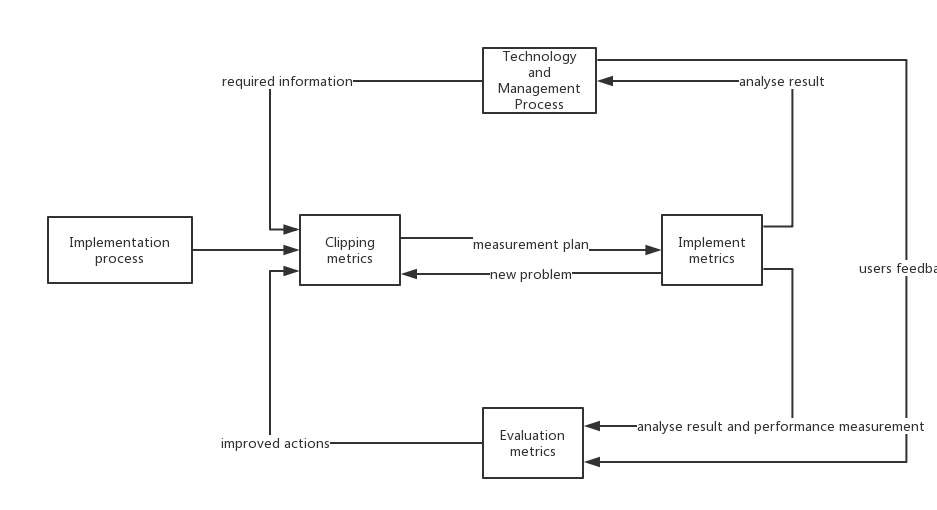 Technology
and
Management
Process
required information
analyse result
Implementation
process
Clipping
metrics
measurement plan
new problem
Implement
metrics
users feedba
Evaluation
metrics
analyse result and performance measurement
improved actions